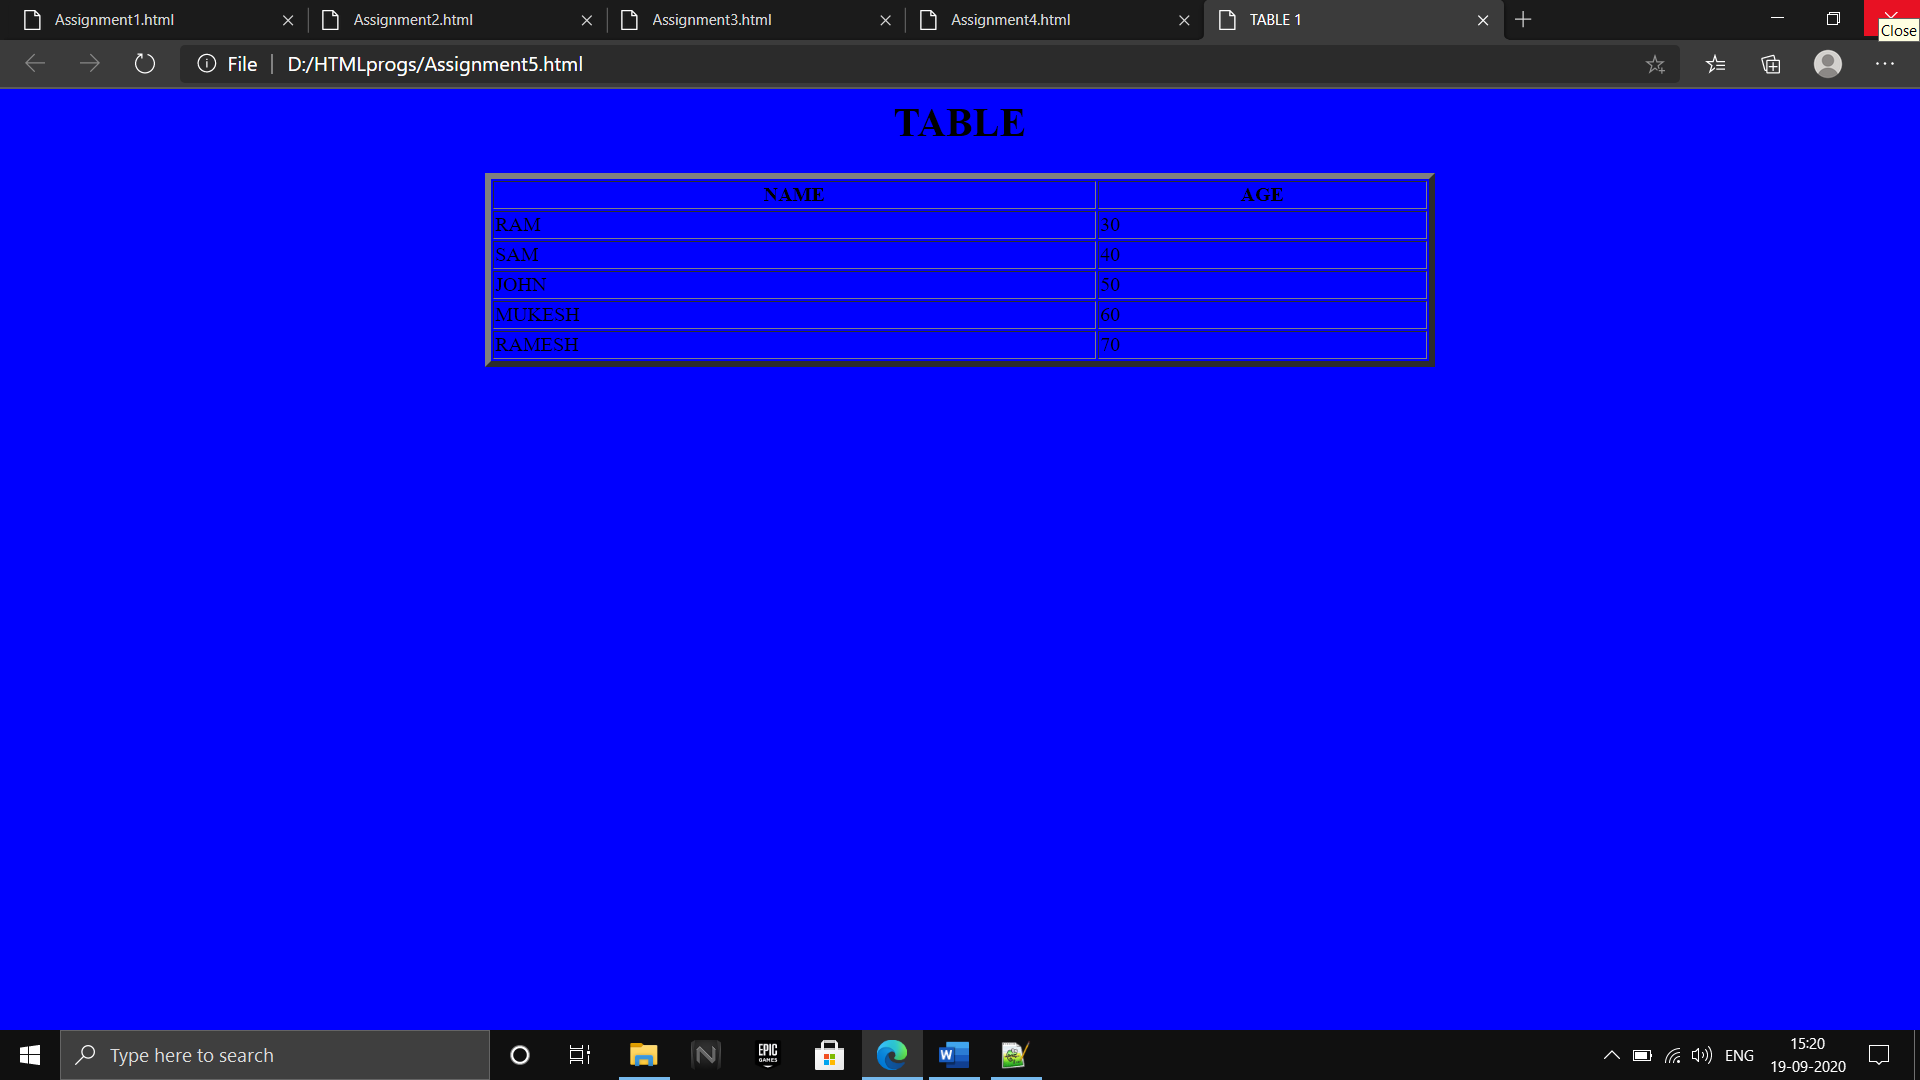 Assignment1.html Assignment2.html Assignment3.html Assignment4.html TABLE 1
Close
File D:/HTMLprogs/Assignment5.html
TABLE
NAME AGE
RAM 30
SAM 40
JOHN 50
MUKESH 60
RAMESH 70
Type here to search
N
EPIC
GAMES
W
ENG
15:20
19-09-2020